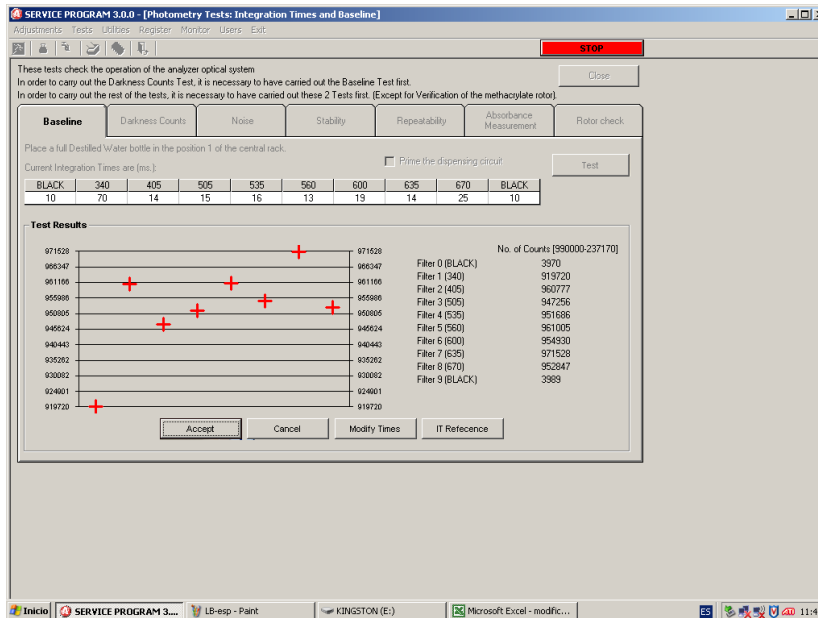 SERVICE PROGRAM 3.0.0 - [Photometry Tests: Integration Times and Baseline]
Adjustments Tests Utilities Register Monitor Users Exit
STOP
These tests check the operation of the analyzer optical system
In order to carry out the Darkness Counts Test, it is necessary to have carried out the Baseline Test first.
In order to carry out the rest of the tests, it is necessary to have carried out these 2 Tests first. (Except for Verification of the methacrylate rotor).
Close
Baseline Darkness Counts Noise Stability Repeatability Absorbance Measurement Rotor check
Place a full Destilled Water bottle in the position 1 of the central rack.
Prime the dispensing circuit
Test
Current Integration Times are (ms.):
BLACK 340 405 505 535 560 600 635 670 BLACK
10 70 14 15 16 13 19 14 25 10
Test Results
No. of Counts [990000-237170]
971528 971528
966347 966347
961166 961166
955986 955986
950805 950805
945624 945624
940443 940443
935262 935262
930082 930082
924901 924901
919720 919720
Filter 0 (BLACK) 3970
Filter 1 (340) 919720
Filter 2 (405) 960777
Filter 3 (505) 947256
Filter 4 (535) 951686
Filter 5 (560) 961005
Filter 6 (600) 954930
Filter 7 (635) 971528
Filter 8 (670) 952847
Filter 9 (BLACK) 3989
Accept Cancel Modify Times IT Refecence
Inicio SERVICE PROGRAM 3.... LB-esp - Paint KINGSTON (E:) Microsoft Excel - modific... ES 11:4